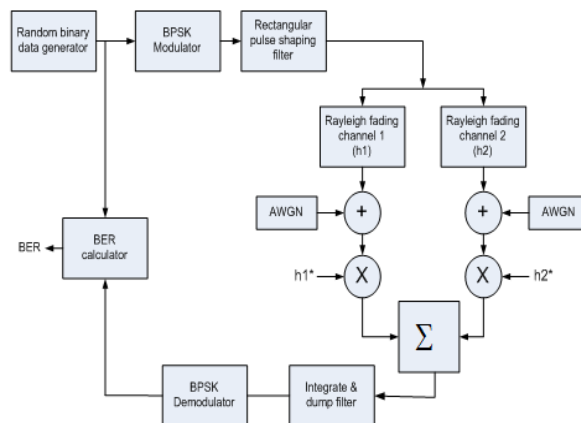 Random binary
data generator
BPSK
Modulator
Rectangular
pulse shaping
filter
Rayleigh fading
channel 1
(h1)
Rayleigh fading
channel 2
(h2)
AWGN
+
+
AWGN
BER
BER
calculator
h1*
X
X
h2*
Σ
BPSK
Demodulator
Integrate &
dump filter